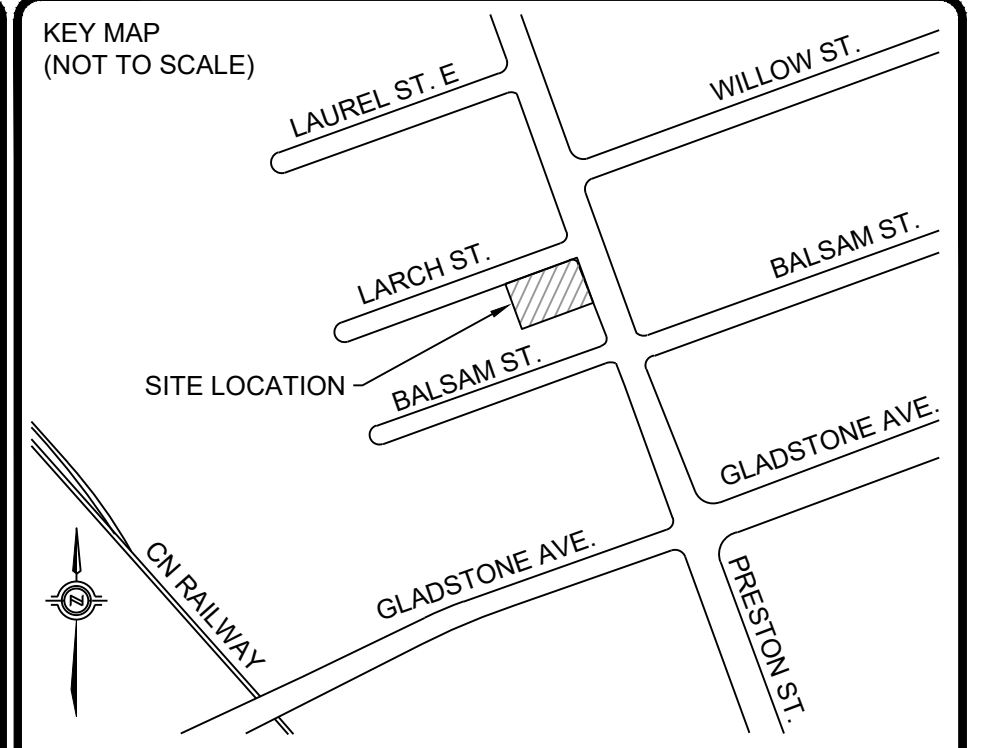 KEY MAP
(NOT TO SCALE)
LAUREL ST. E
WILLOW ST.
LARCH ST.
BALSAM ST.
SITE LOCATION
BALSAM ST.
GLADSTONE AVE.
CN RAILWAY
GLADSTONE AVE.
PRESTON ST.
N